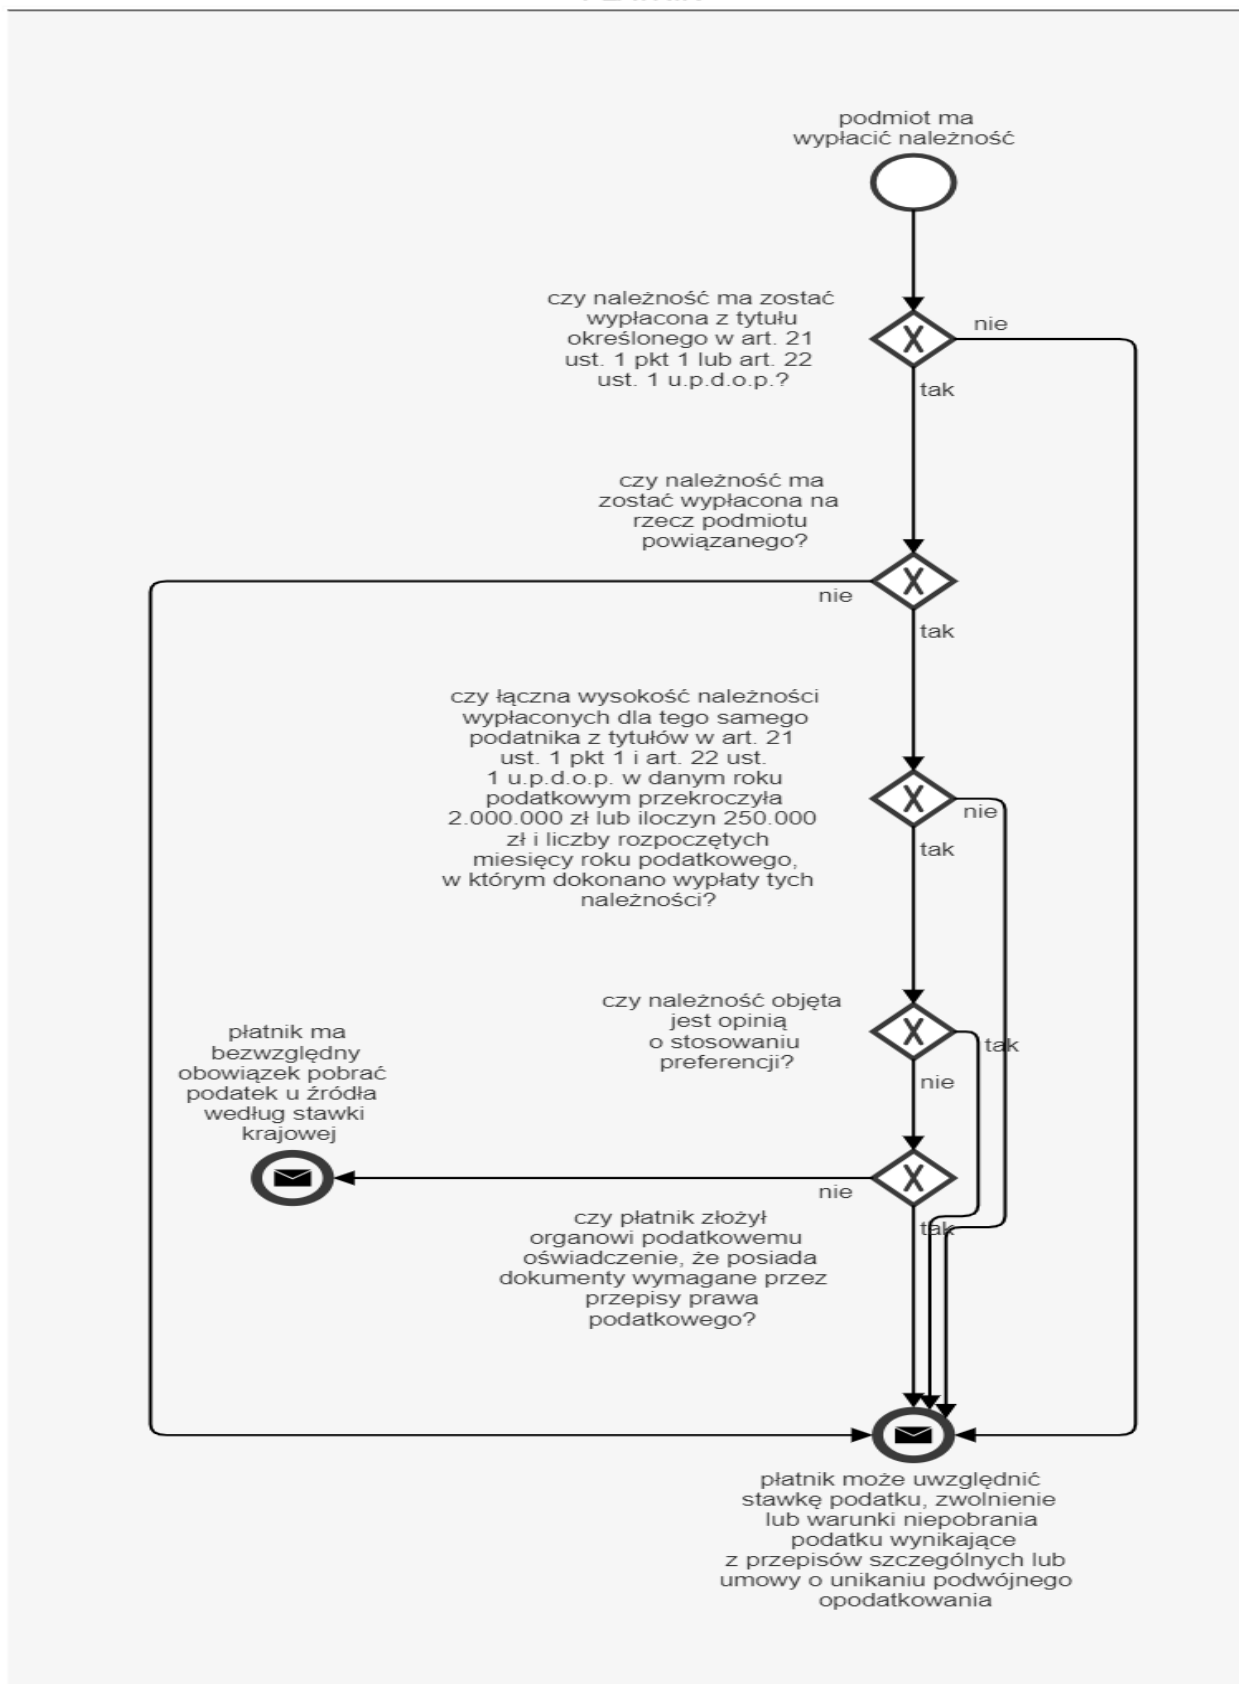 podmiot ma
wypłacić należność
czy należność ma zostać
wypłacona z tytułu
określonego w art. 21
ust. 1 pkt 1 lub art. 22
ust. 1 u.p.d.o.p.?
nie
tak
czy należność ma
zostać wypłacona na
rzecz podmiotu
powiązanego?
nie
tak
czy łączna wysokość należności
wypłaconych dla tego samego
podatnika z tytułów w art. 21
ust. 1 pkt 1 i art. 22 ust.
1 u.p.d.o.p. w danym roku
podatkowym przekroczyła
2.000.000 zł lub iloczyn 250.000
zł i liczby rozpoczętych
miesięcy roku podatkowego,
w którym dokonano wypłaty tych
należności?
nie
tak
czy należność objęta
jest opinią
o stosowaniu
preferencji?
tak
nie
płatnik ma
bezwzględny
obowiązek pobrać
podatek u źródła
według stawki
krajowej
nie
tak
czy płatnik złożył
organowi podatkowemu
oświadczenie, że posiada
dokumenty wymagane przez
przepisy prawa
podatkowego?
płatnik może uwzględnić
stawkę podatku, zwolnienie
lub warunki niepobrania
podatku wynikające
z przepisów szczególnych lub
umowy o unikaniu podwójnego
opodatkowania